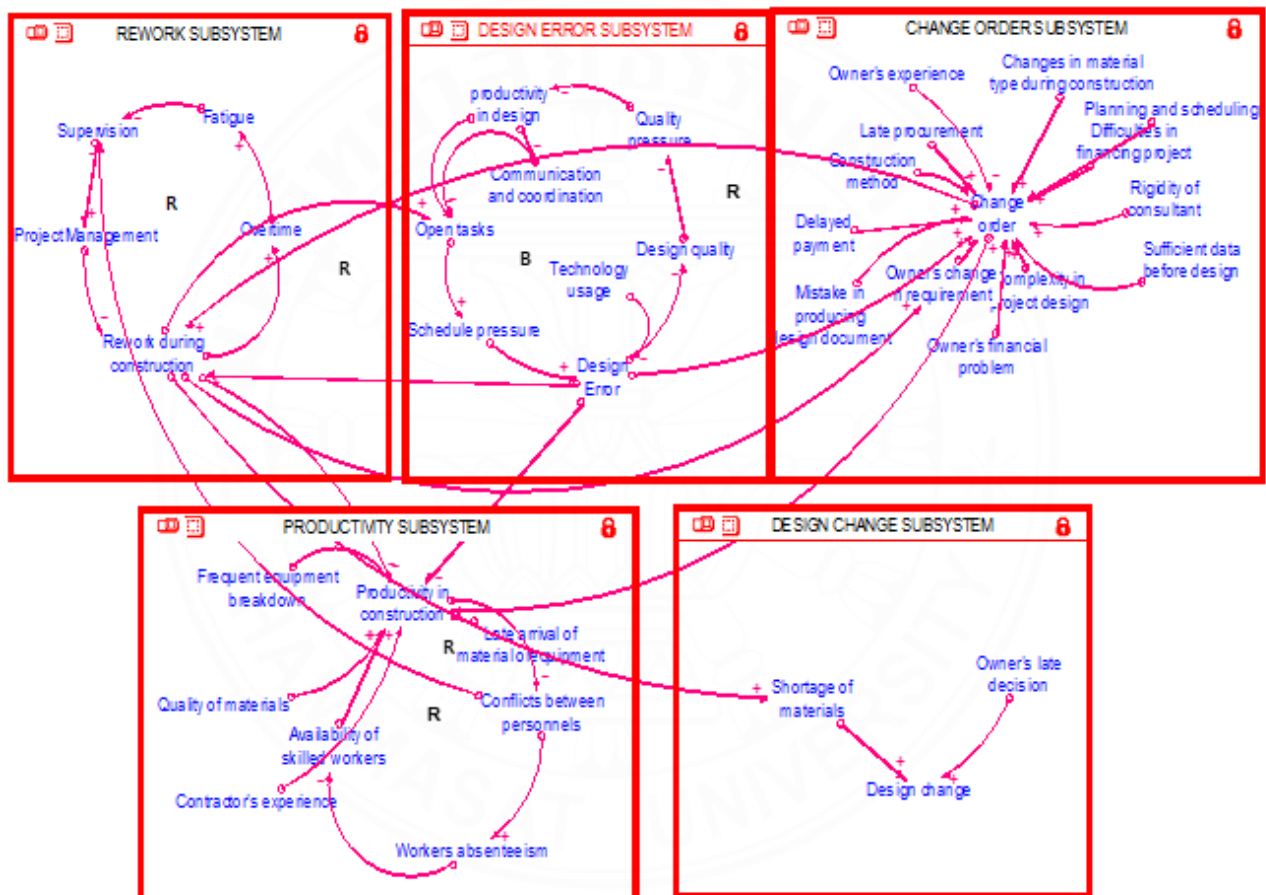 REWORK SUBSYSTEM
Fatigue
Supervision
R
Project Management
Overtime
R
Rework during
construction
DESIGN ERROR SUBSYSTEM
productivity
in design
Quality
pressure
Communication
and coordination
R
Open tasks
B
Design quality
Technology
usage
Schedule pressure
Design
Error
CHANGE ORDER SUBSYSTEM
Owner's experience
Changes in material
type during construction
Planning and scheduling
Late procurement
Difficulties in
financing project
Construction
method
Change
order
Rigidity of
consultant
Delayed
payment
Sufficient data
before design
Owner's change
requirement
Mistake in
producing
design document
Complexity in
project design
Owner's financial
problem
PRODUCTIVITY SUBSYSTEM
Frequent equipment
breakdown
Productivity in
construction
Late arrival of
material or equipment
R
Quality of materials
R
Conflicts between
personnels
Availability of
skilled workers
Contractor's experience
Workers absenteeism
DESIGN CHANGE SUBSYSTEM
Owner's late
decision
Shortage of
materials
Design change
UNIVERSITY